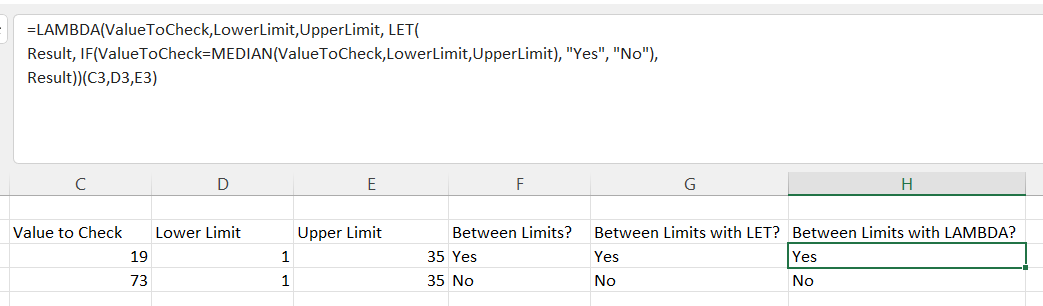 =LAMBDA(ValueToCheck,LowerLimit,UpperLimit, LET(
Result, IF(ValueToCheck=MEDIAN(ValueToCheck,LowerLimit,UpperLimit), "Yes", "No"),
Result))(C3,D3,E3)
C D E F G H
Value to Check Lower Limit Upper Limit Between Limits? Between Limits with LET? Between Limits with LAMBDA?
19 1 35 Yes Yes Yes
73 1 35 No No No